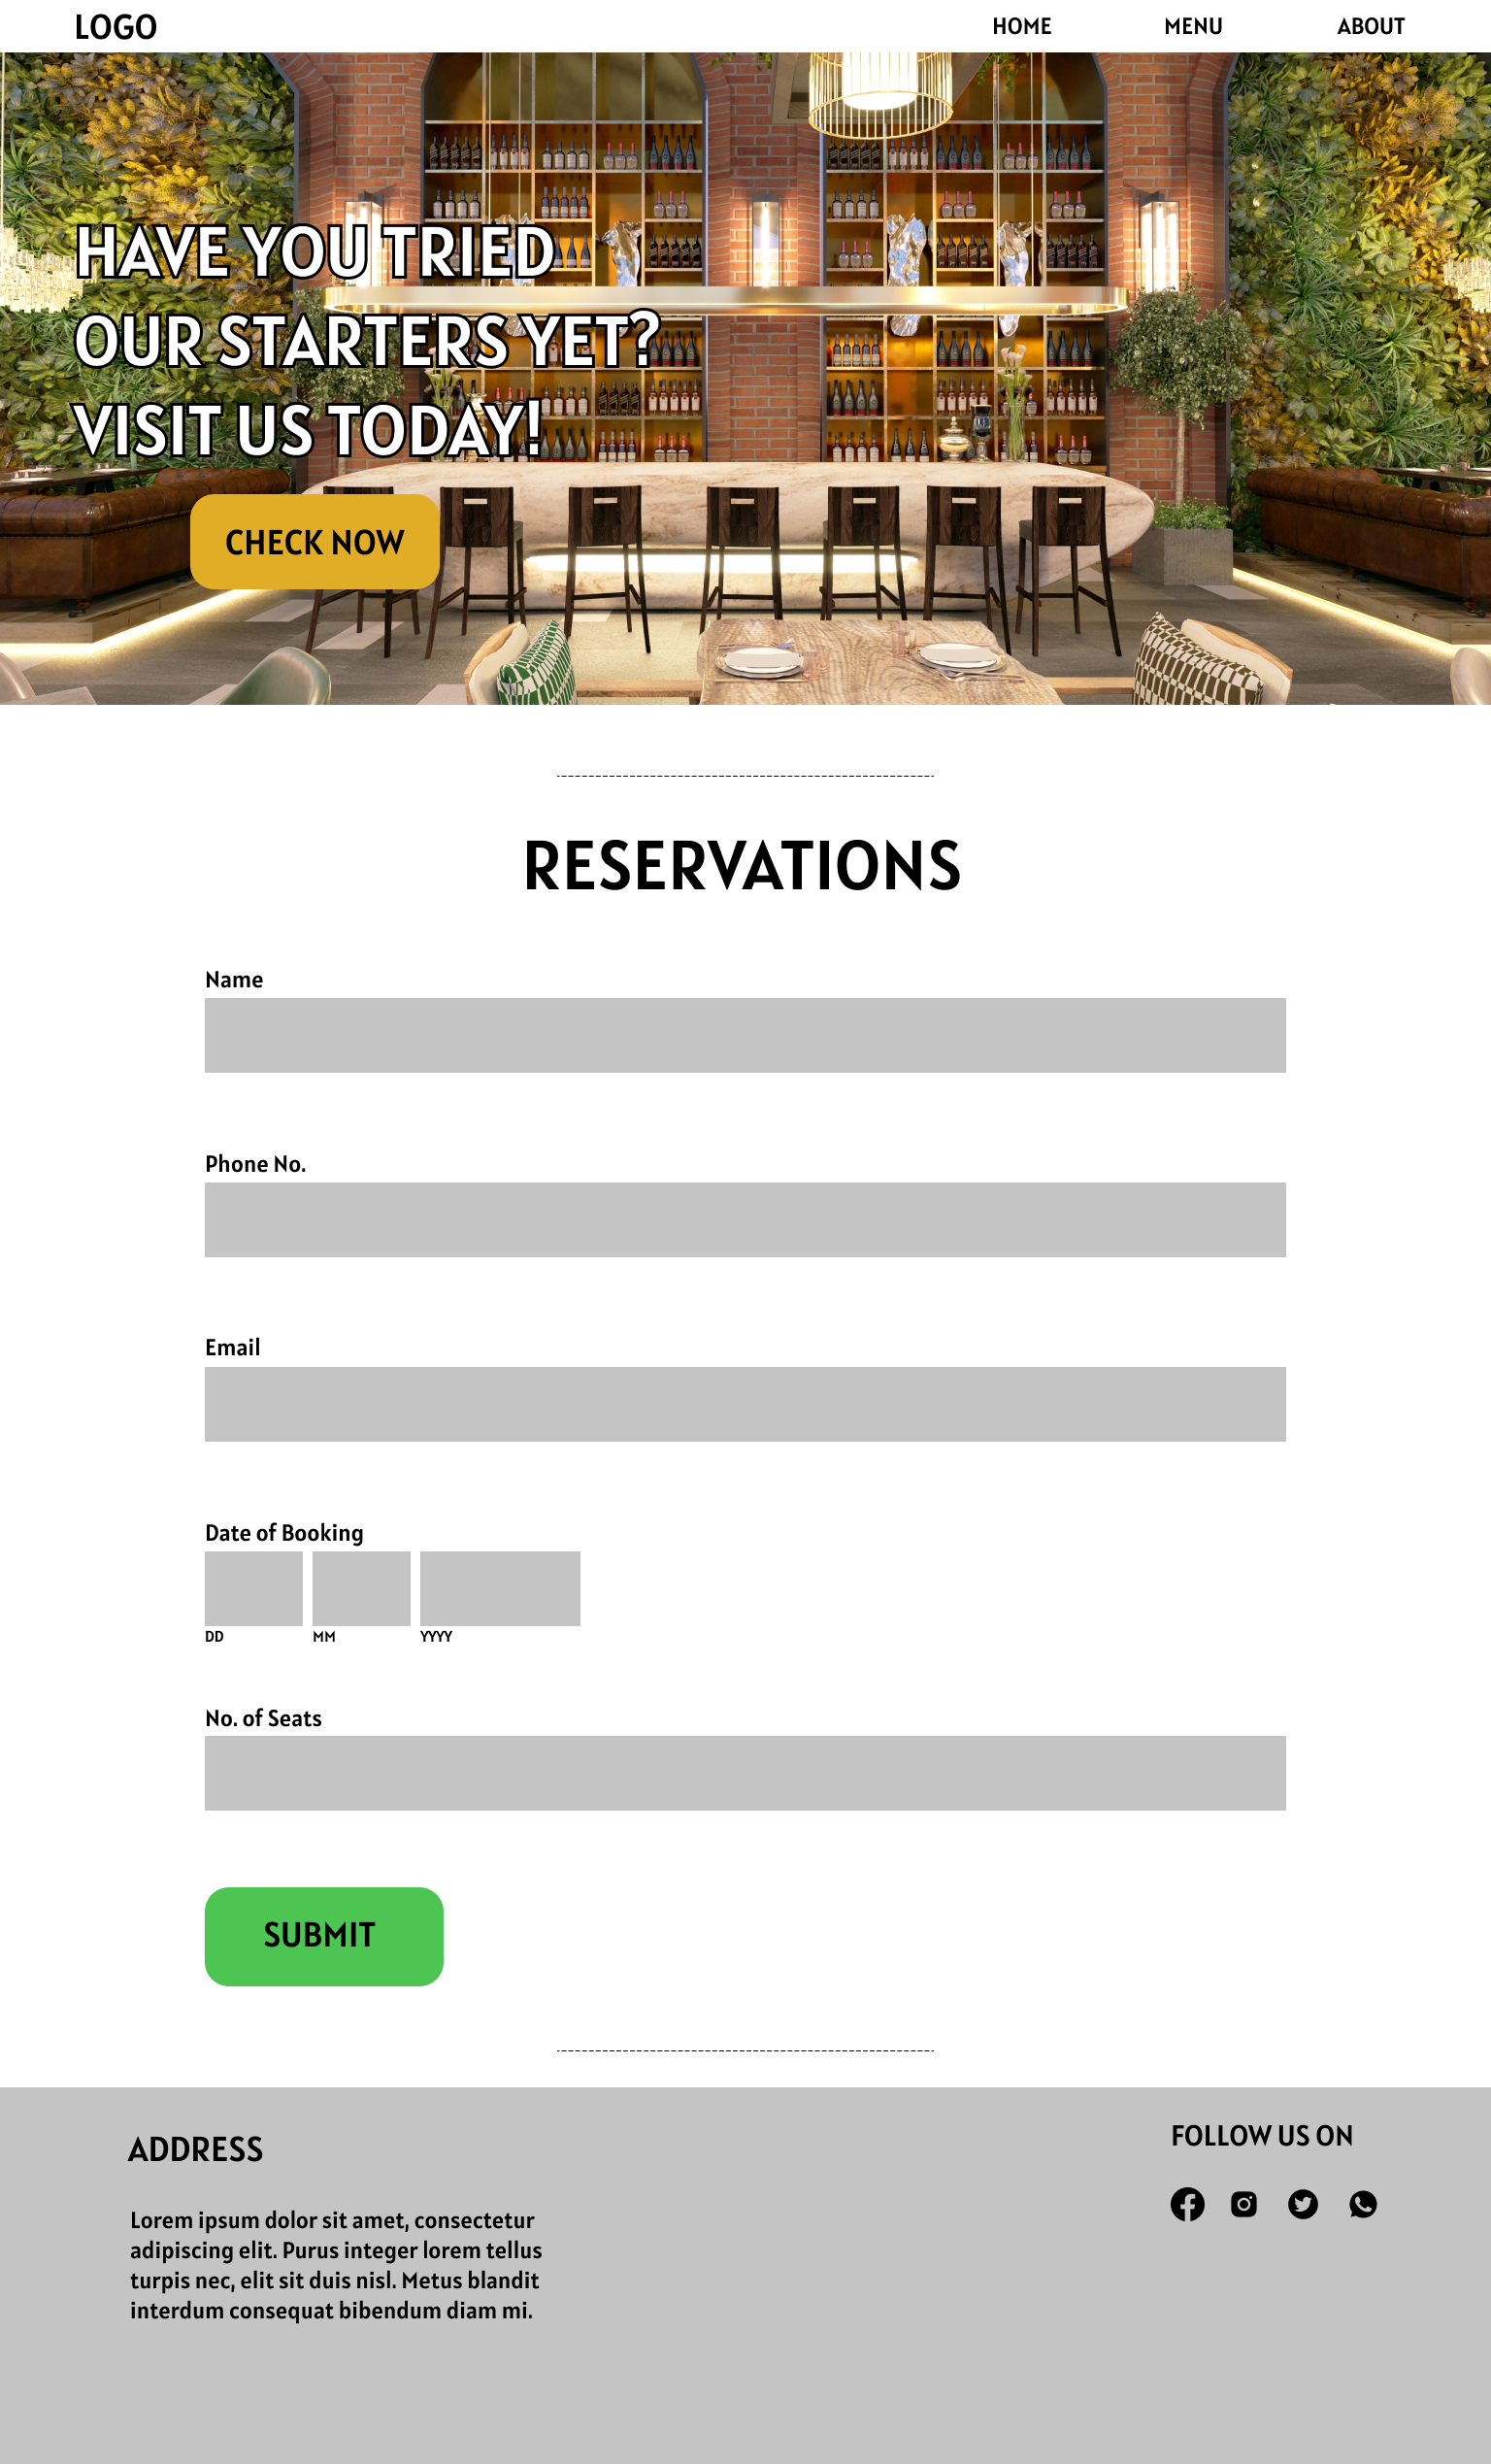 LOGO
HOME
MENU
ABOUT
HAVE YOU TRIED
OUR STARTERS YET?
VISIT US TODAY!
CHECK NOW
RESERVATIONS
Name
Phone No.
Email
Date of Booking
DD
MM
YYYY
No. of Seats
SUBMIT
ADDRESS
Lorem ipsum dolor sit amet, consectetur
adipiscing elit. Purus integer lorem tellus
turpis nec, elit sit duis nisl. Metus blandit
interdum consequat bibendum diam mi.
FOLLOW US ON